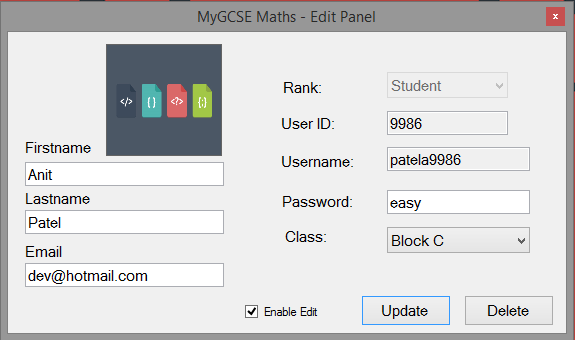 MyGCSE Maths - Edit Panel
x
</> { } </> {;}
Firstname
Anit
Lastname
Patel
Email
dev@hotmail.com
Rank: Student
User ID: 9986
Username: patela9986
Password: easy
Class: Block C
Enable Edit
Update Delete